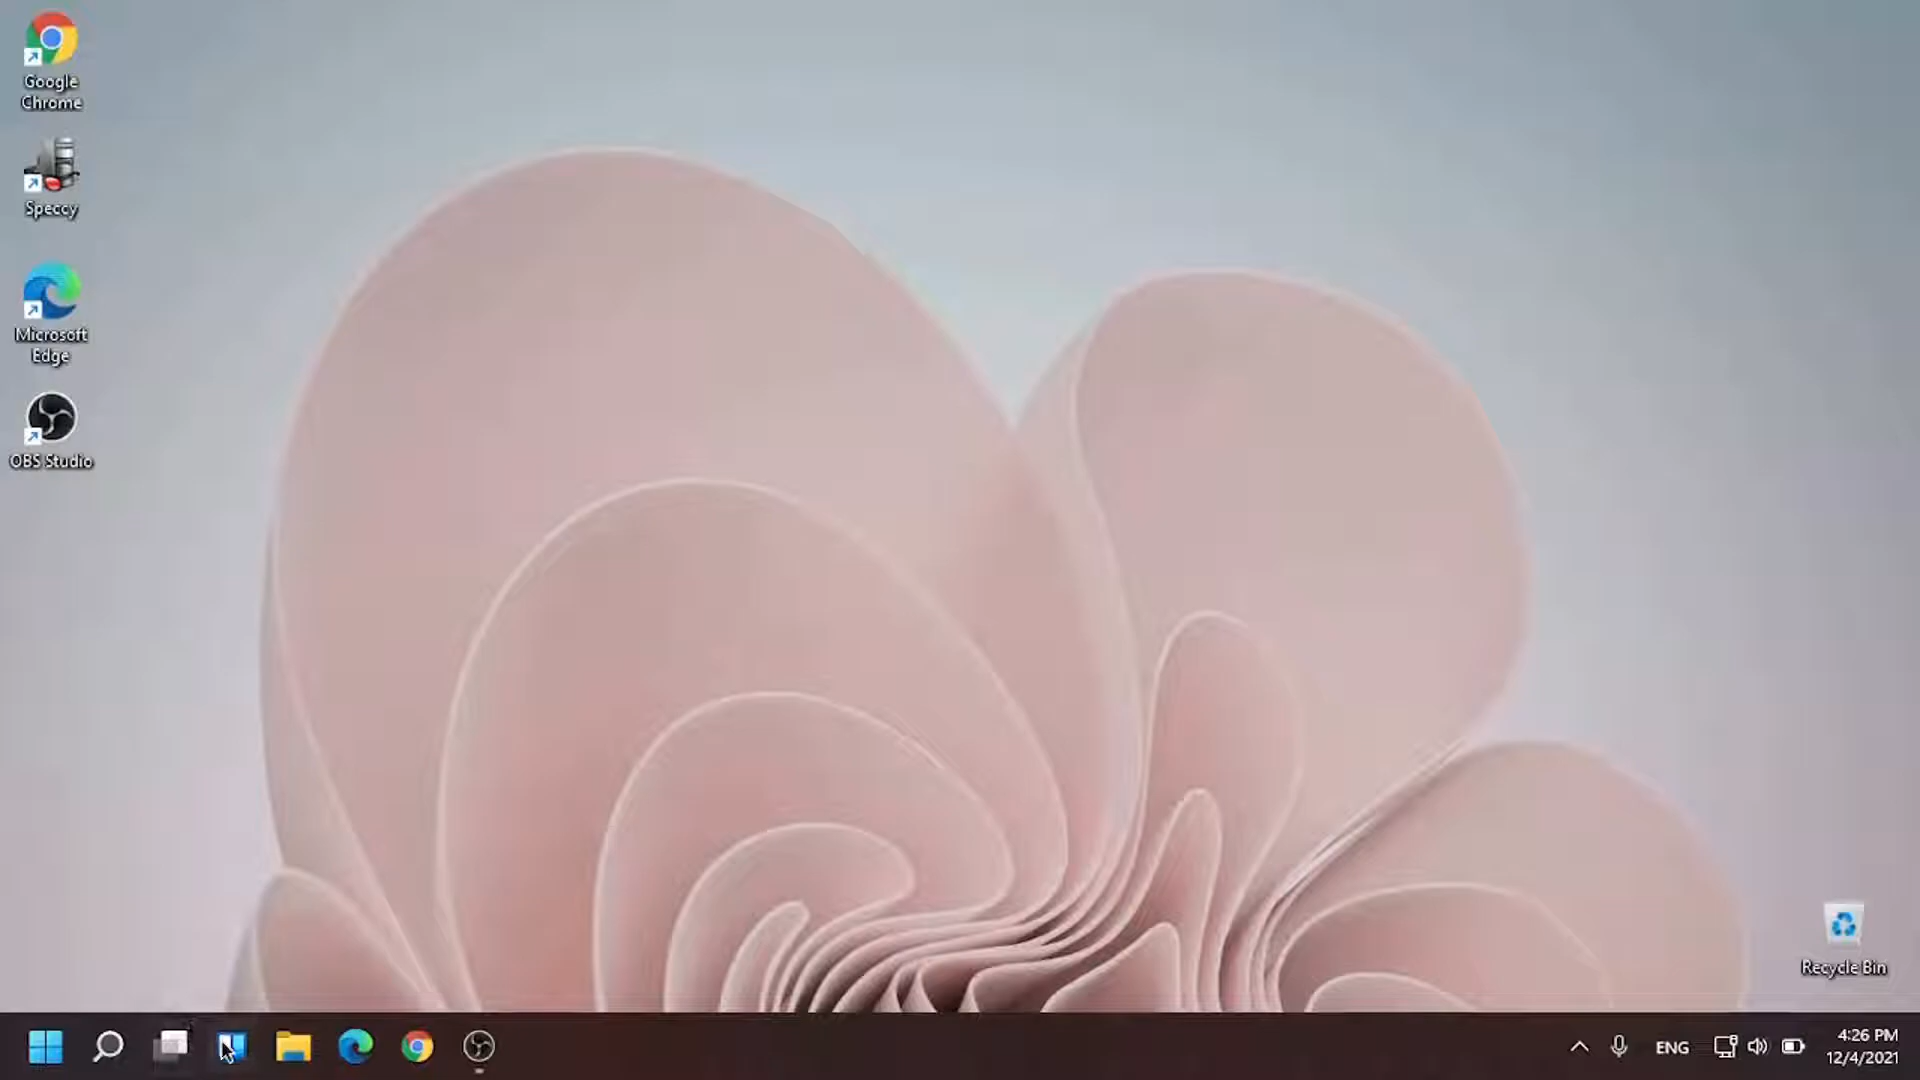 Google
Chrome
Speccy
Microsoft
Edge
OBS Studio
Recycle Bin
ENG
4:26 PM
12/4/2021